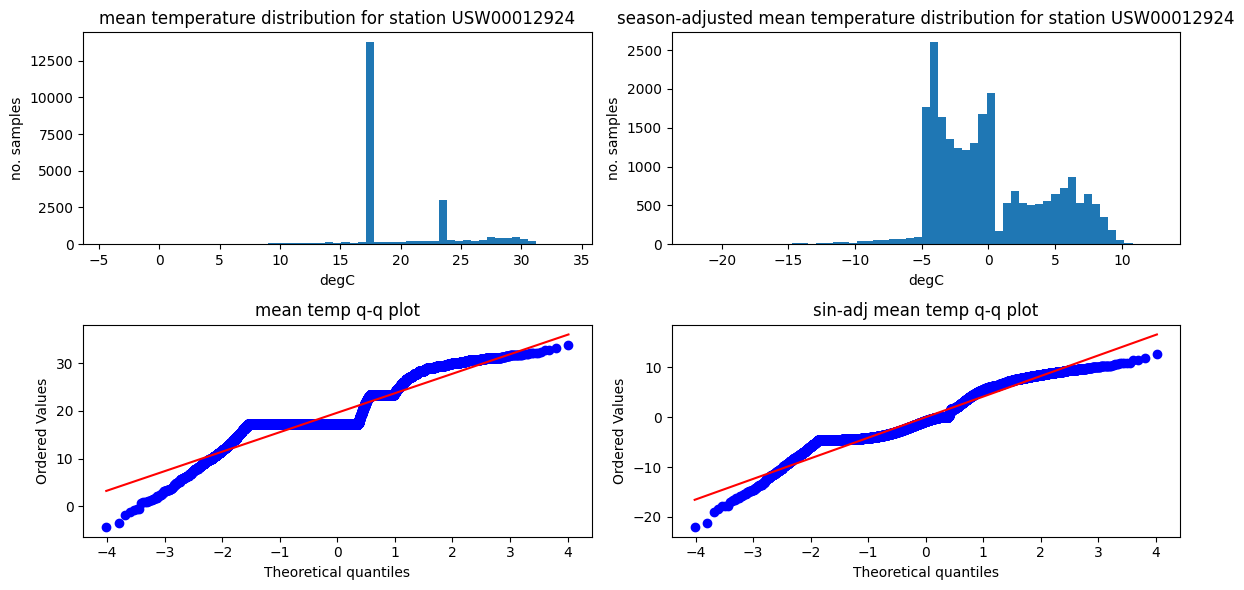 mean temperature distribution for station USW00012924
12500
10000
7500
5000
2500
0
no. samples
−5 0 5 10 15 20 25 30 35
degC
season-adjusted mean temperature distribution for station USW00012924
2500
2000
1500
1000
500
0
no. samples
−20 −15 −10 −5 0 5 10
degC
mean temp q-q plot
30
20
10
0
Ordered Values
−4 −3 −2 −1 0 1 2 3 4
Theoretical quantiles
sin-adj mean temp q-q plot
10
0
−10
−20
Ordered Values
−4 −3 −2 −1 0 1 2 3 4
Theoretical quantiles